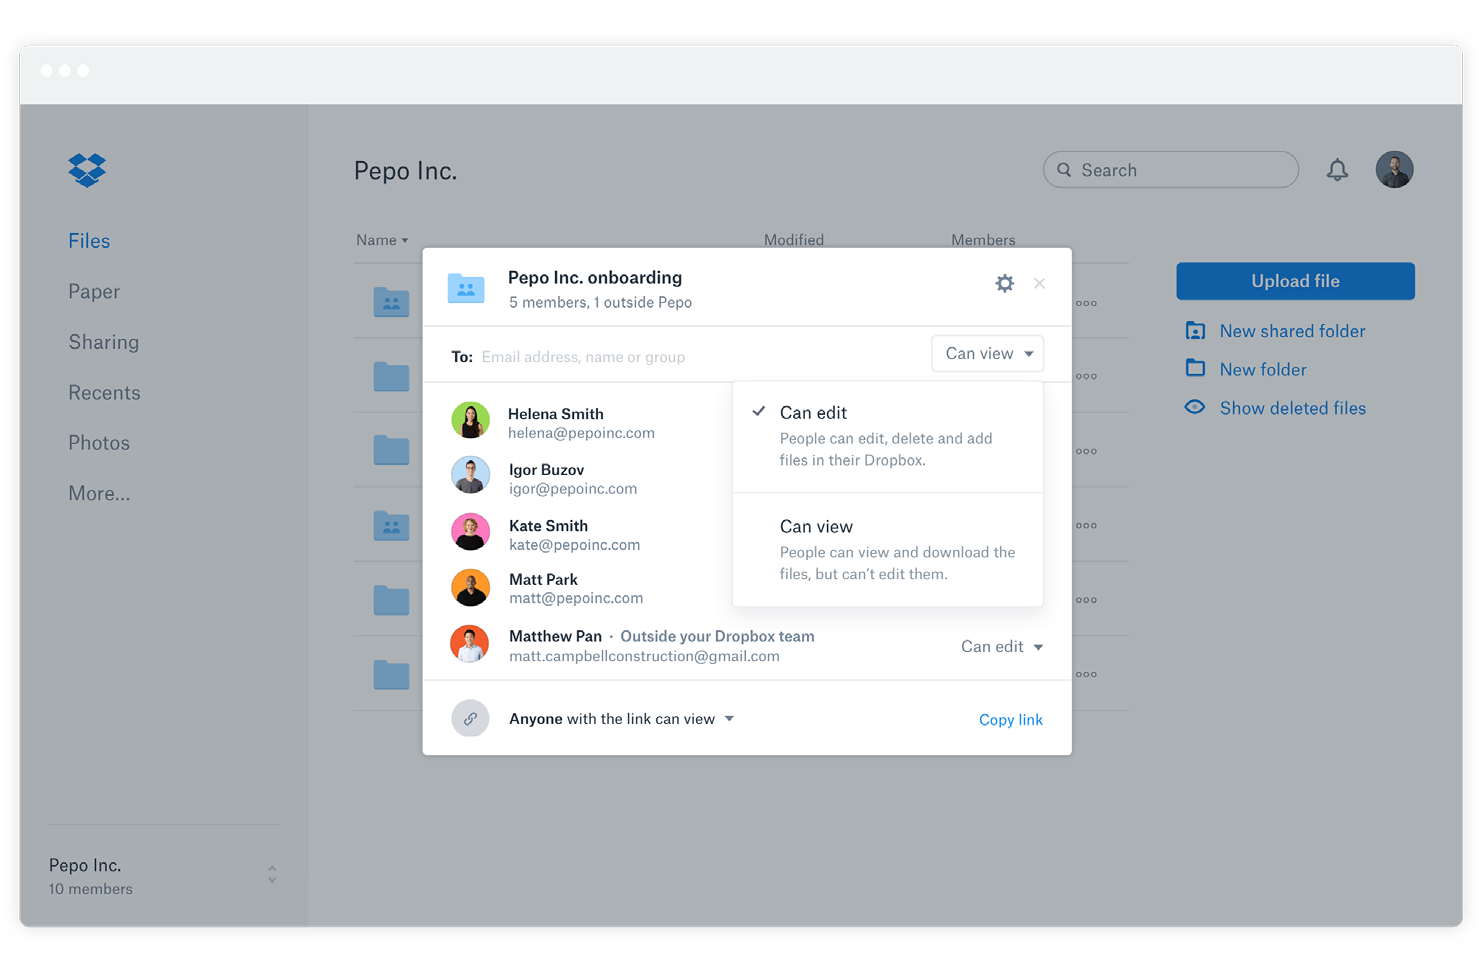 Pepo Inc.
Search
Files
Paper
Sharing
Recents
Photos
More...
Pepo Inc.
10 members
Name
Modified
Members
Upload file
New shared folder
New folder
Show deleted files
Pepo Inc. onboarding
5 members, 1 outside Pepo
To: Email address, name or group
Can view
Can edit
People can edit, delete and add
files in their Dropbox.
Can view
People can view and download the
files, but can’t edit them.
Helena Smith
helena@pepoinc.com
Igor Buzov
igor@pepoinc.com
Kate Smith
kate@pepoinc.com
Matt Park
matt@pepoinc.com
Matthew Pan · Outside your Dropbox team
matt.campbellconstruction@gmail.com
Can edit
Anyone with the link can view
Copy link